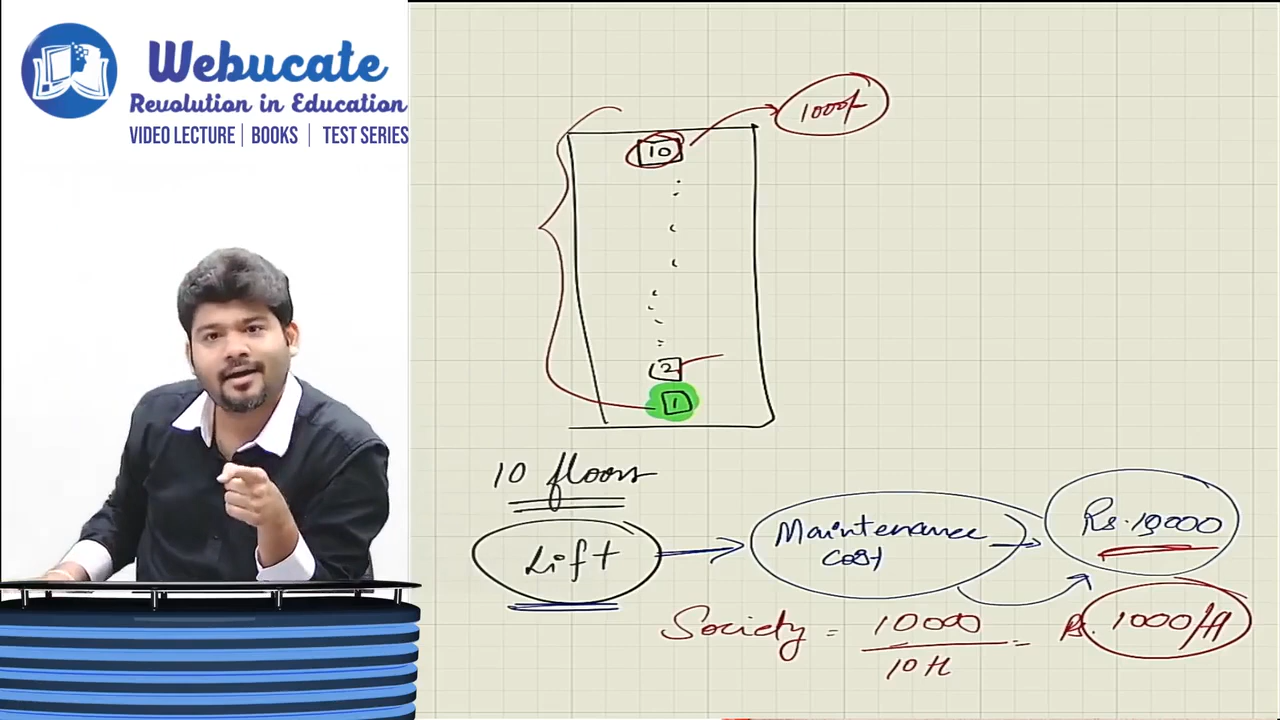 Webucate
Revolution in Education
VIDEO LECTURE | BOOKS | TEST SERIES
1000/-
10
2
1
10 floors
Lift
Maintenance
cost
Rs. 10000
Society = 10000 / 10 = Rs. 1000/